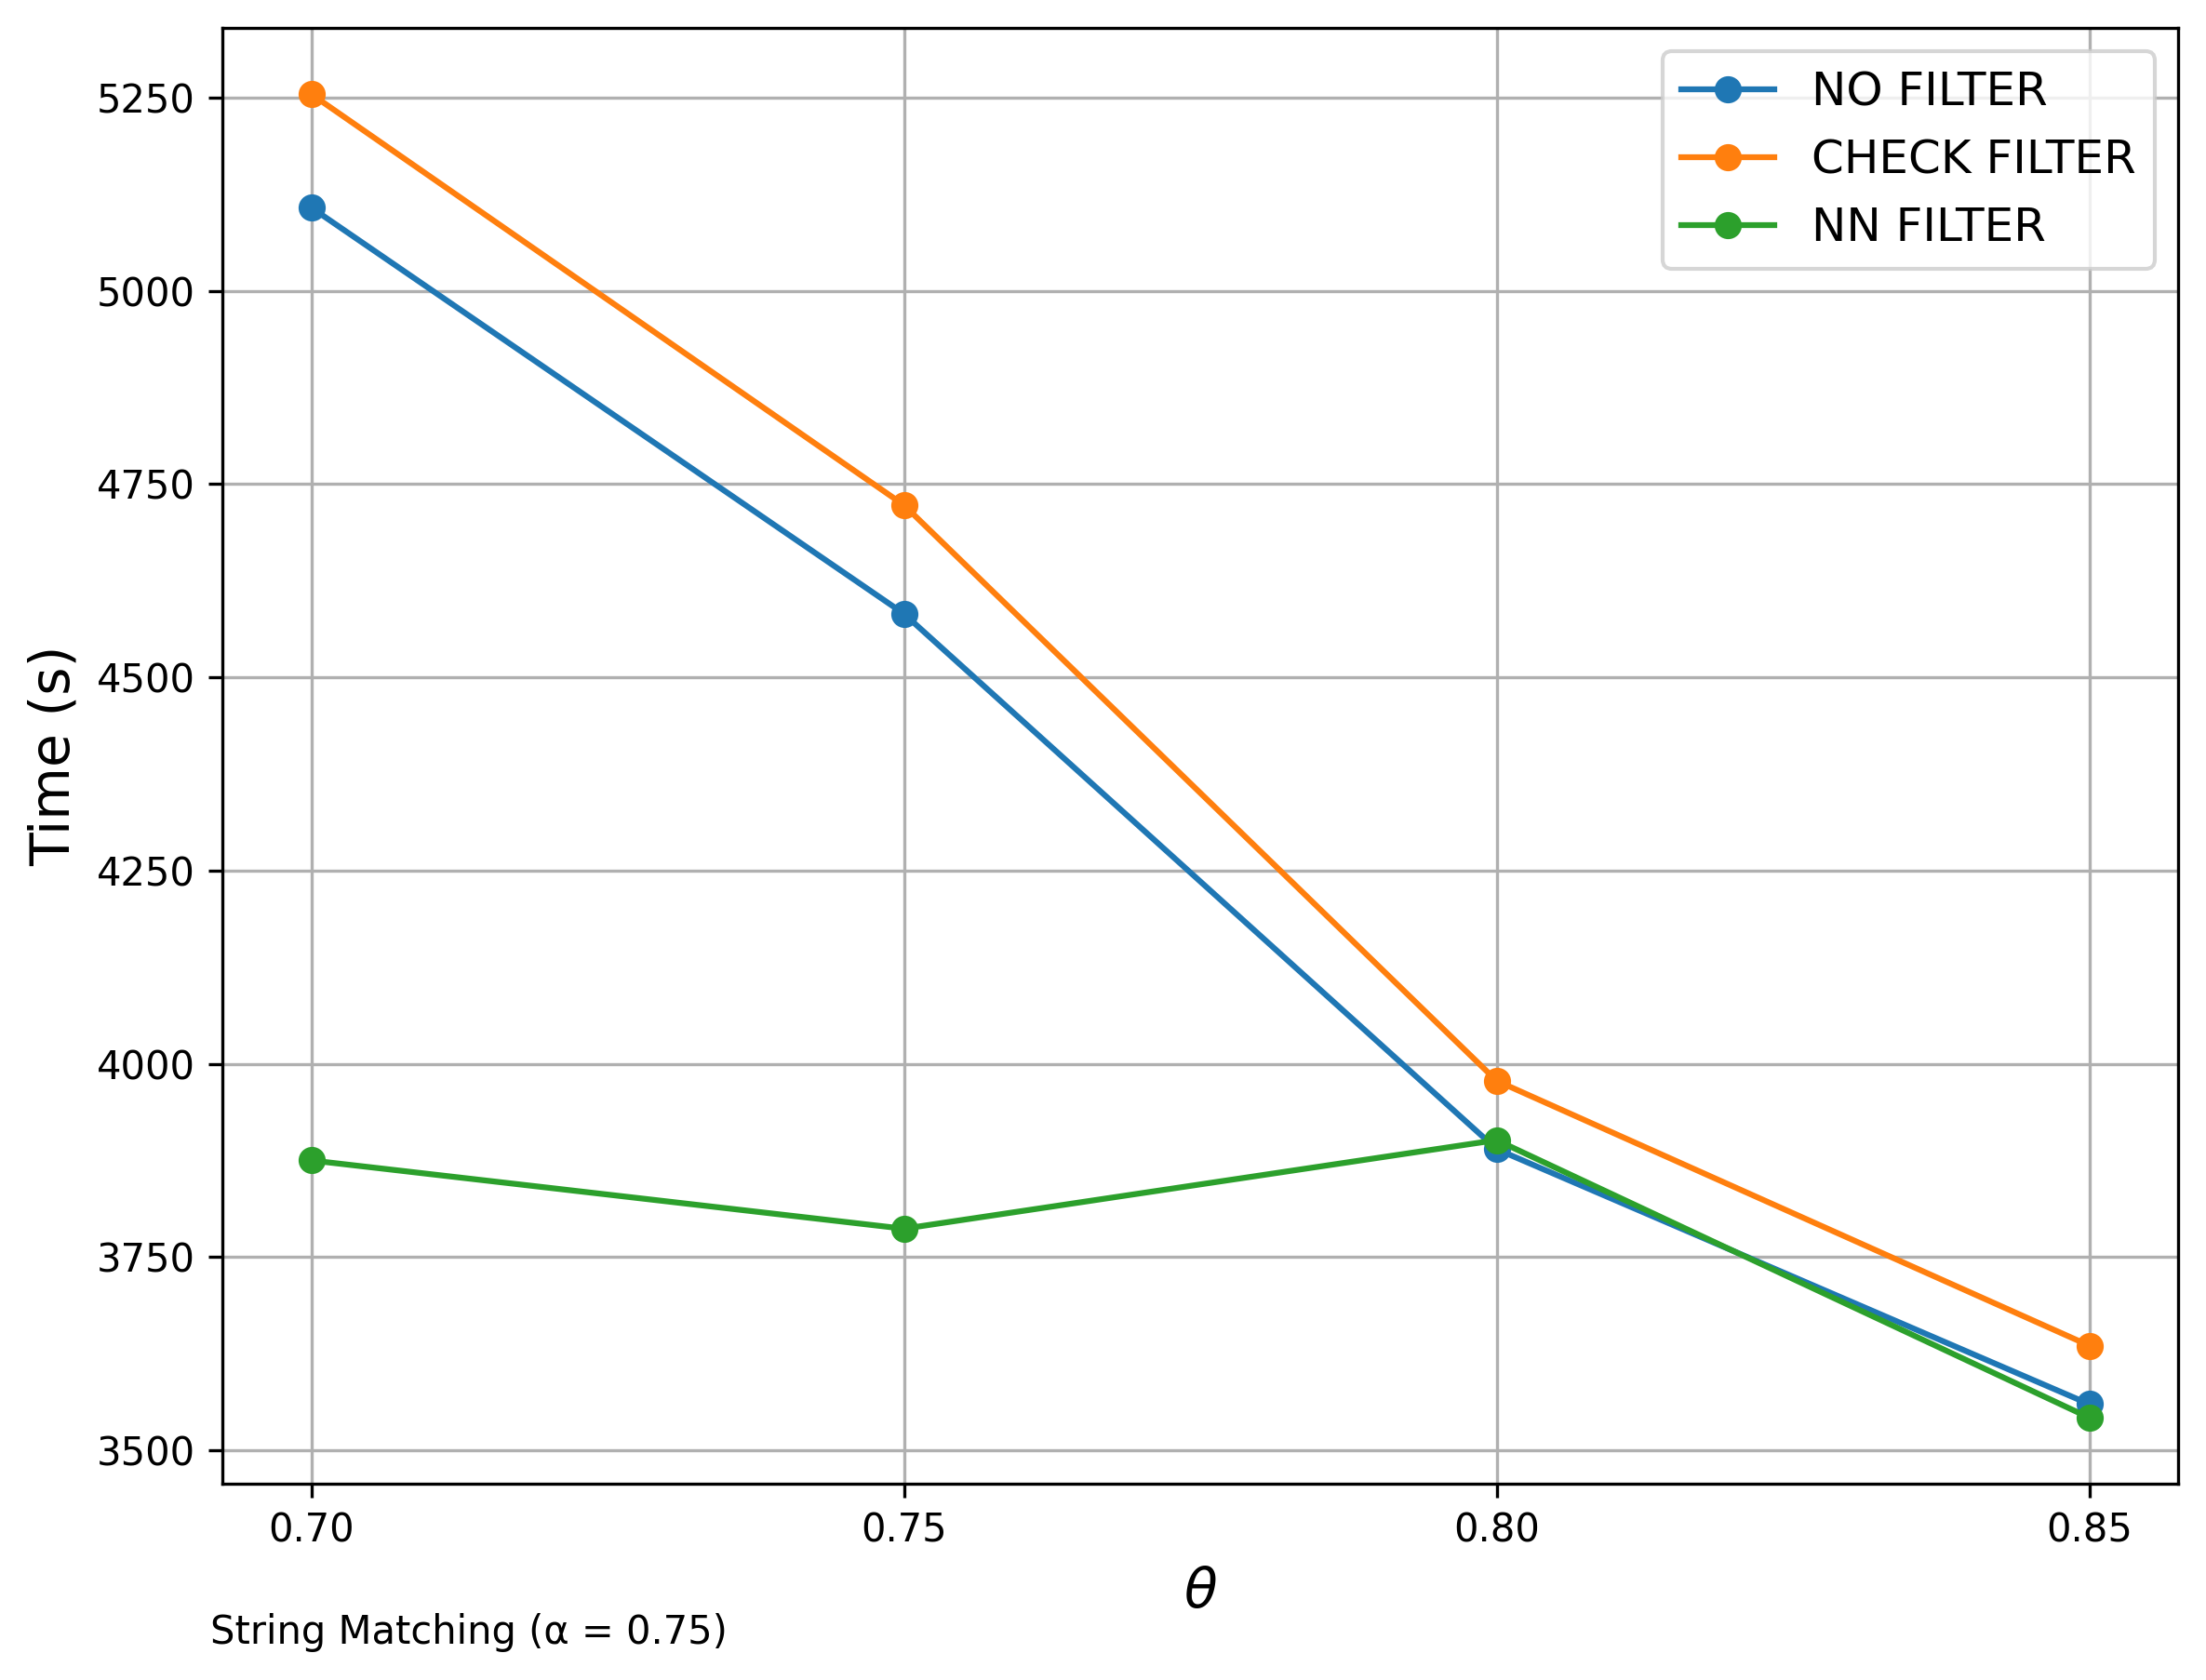 NO FILTER
CHECK FILTER
NN FILTER
Time (s)
5250
5000
4750
4500
4250
4000
3750
3500
0.70 0.75 0.80 0.85
θ
String Matching (α = 0.75)